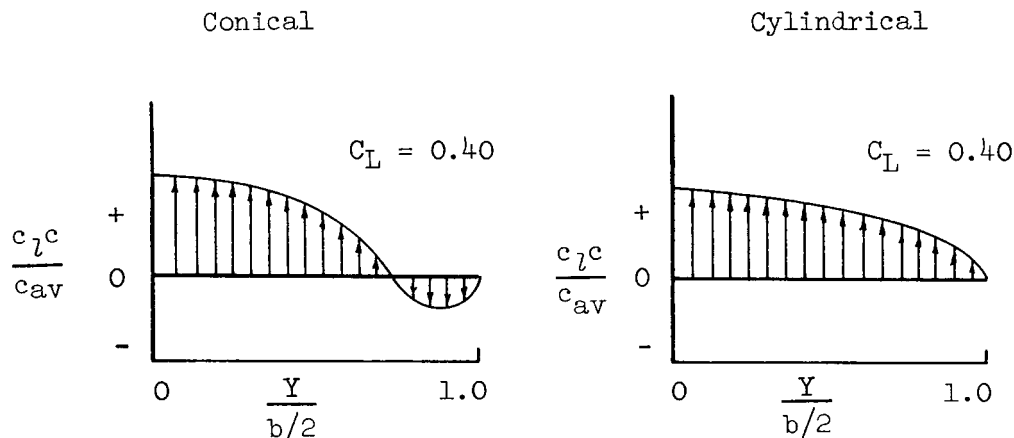 Conical
C_L = 0.40
+
c_l c
c_av
0
-
0
Y
b/2
1.0
Cylindrical
C_L = 0.40
+
c_l c
c_av
0
-
0
Y
b/2
1.0